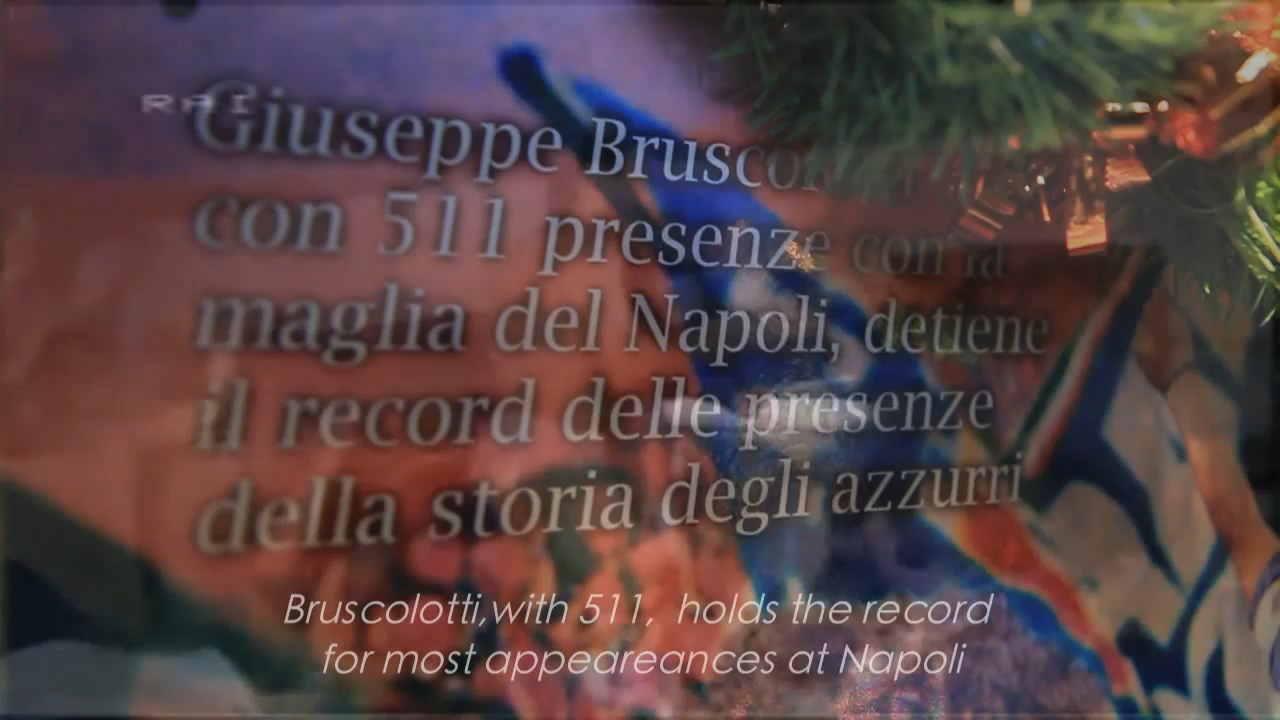 RAI
Giuseppe
con 511 presenze con la
maglia del Napoli, detiene
il record delle presenze
della storia degli azzurri
Bruscolotti,with 511, holds the record
for most appeareances at Napoli